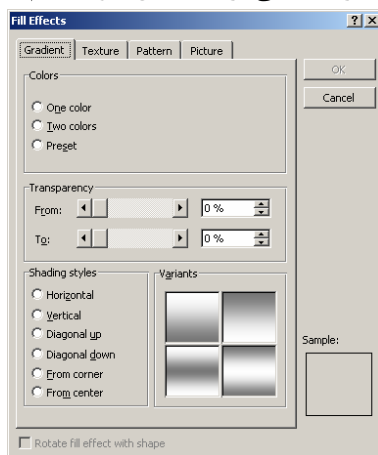 Fill Effects
Gradient Texture Pattern Picture
OK
Cancel
Colors
One color
Two colors
Preset
Transparency
From: 0 %
To: 0 %
Shading styles
Horizontal
Vertical
Diagonal up
Diagonal down
From corner
From center
Variants
Sample:
Rotate fill effect with shape